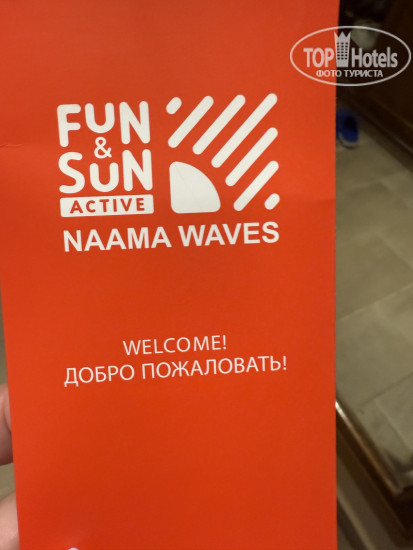 TOP Hotels
ФОТО ТУРИСТА
FUN
&
SUN
ACTIVE
NAAMA WAVES
WELCOME!
ДОБРО ПОЖАЛОВАТЬ!